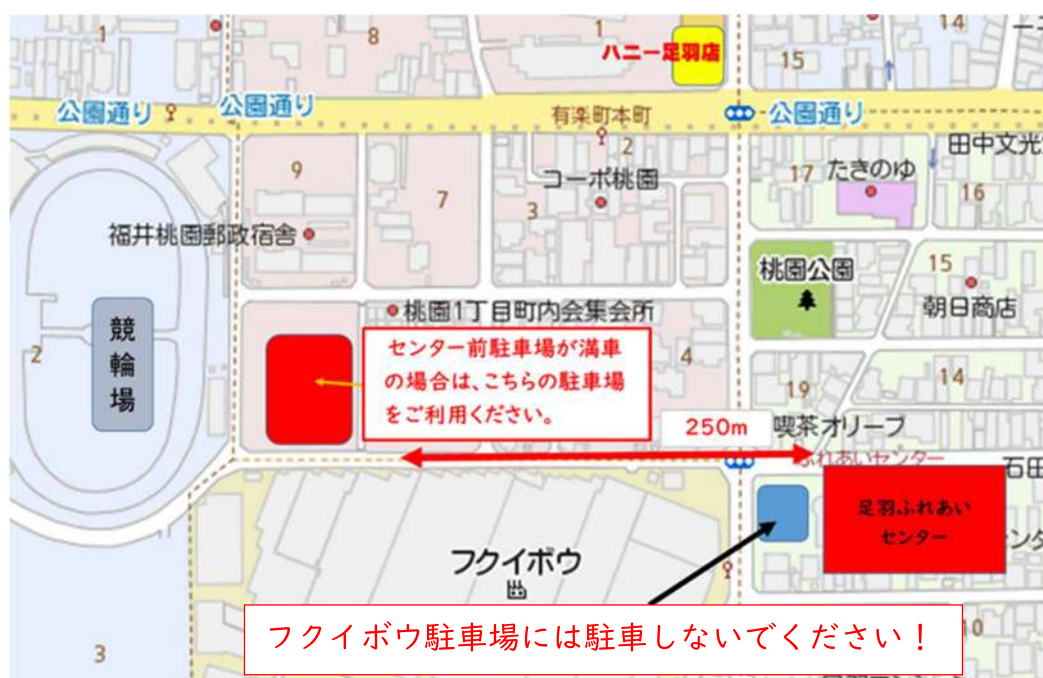 1
8
1
ハニー足羽店
15
14
公園通り
公園通り
有楽町本町
公園通り
田中文光
9
7
2
コーポ桃園
3
17
たきのゆ
16
福井桃園郵政宿舎
桃園公園
15
朝日商店
桃園1丁目町内会集会所
2
競
輪
場
センター前駐車場が満車
の場合は、こちらの駐車場
をご利用ください。
4
19
14
250m
喫茶オリーブ
ふれあいセンター
石田
足羽ふれあい
センター
フクイボウ
フクイボウ駐車場には駐車しないでください!
10
3